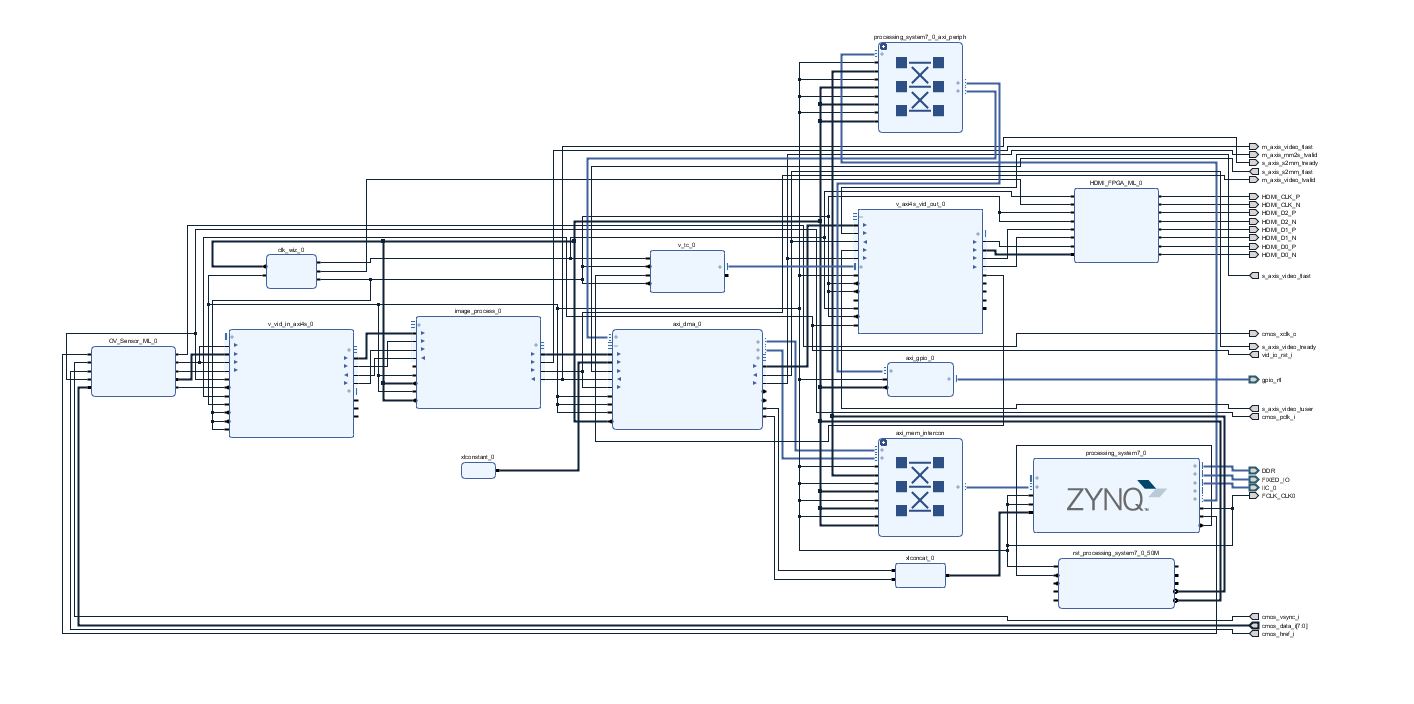 processing_system7_0_axi_periph
m_axis_video_tlast
m_axis_mm2s_tvalid
s_axis_s2mm_tready
s_axis_s2mm_tlast
m_axis_video_tvalid
HDMI_FPGA_ML_0
HDMI_CLK_P
HDMI_CLK_N
HDMI_D2_P
HDMI_D2_N
HDMI_D1_P
HDMI_D1_N
HDMI_D0_P
HDMI_D0_N
v_axi4s_vid_out_0
clk_wiz_0
v_tc_0
s_axis_video_tlast
v_vid_in_axi4s_0
image_process_0
axi_dma_0
OV_Sensor_ML_0
cmos_xclk_o
s_axis_video_tready
vid_io_rst_i
axi_gpio_0
gpio_rtl
s_axis_video_tuser
cmos_pclk_i
axi_mem_intercon
xlconstant_0
processing_system7_0
ZYNQ
DDR
FIXED_IO
IIC_0
FCLK_CLK0
xlconcat_0
rst_processing_system7_0_50M
cmos_vsync_i
cmos_data_i[7:0]
cmos_href_i